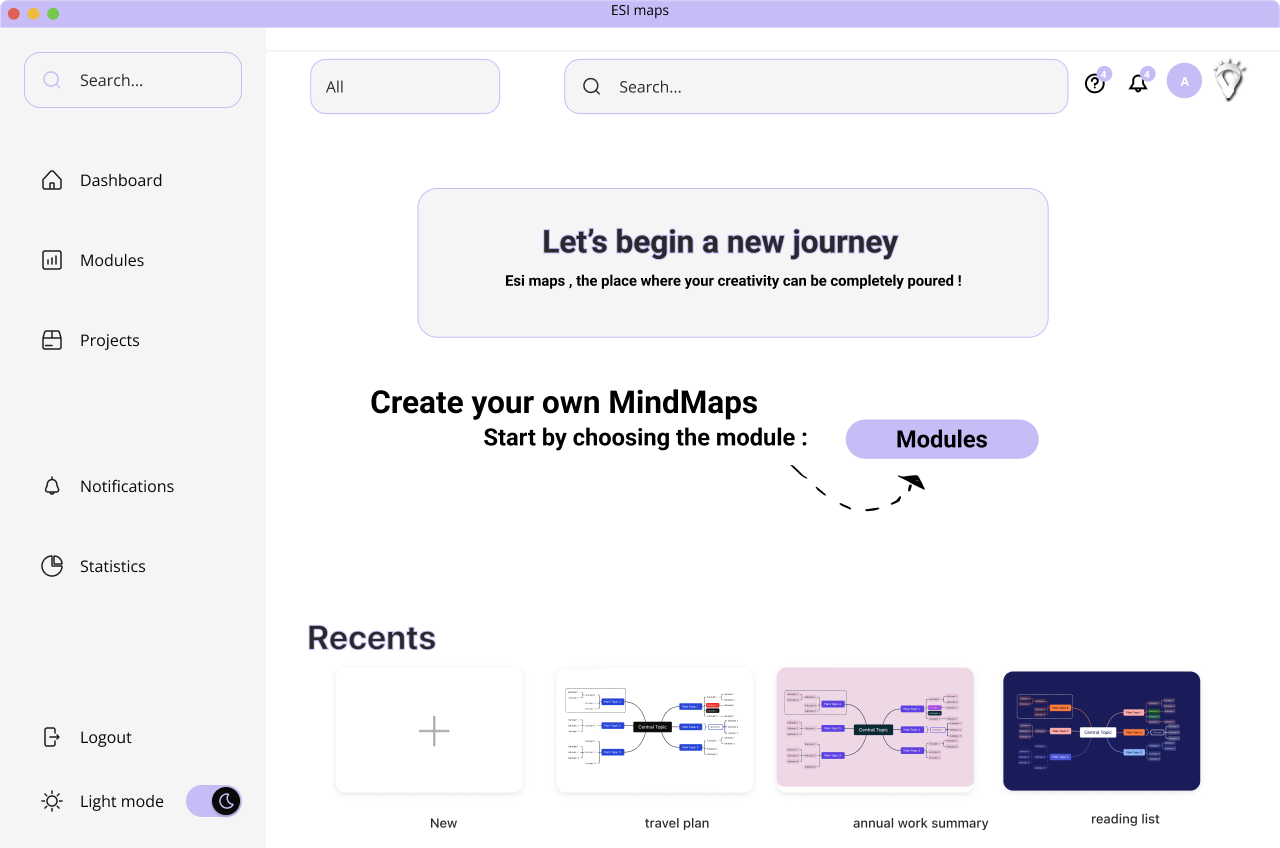 ESI maps
Search...
Dashboard
Modules
Projects
Notifications
Statistics
Logout
Light mode
All
Search...
4
4
A
Let's begin a new journey
Esi maps , the place where your creativity can be completely poured !
Create your own MindMaps
Start by choosing the module :
Modules
Recents
Central Topic
Central Topic
Central Topic
New
travel plan
annual work summary
reading list